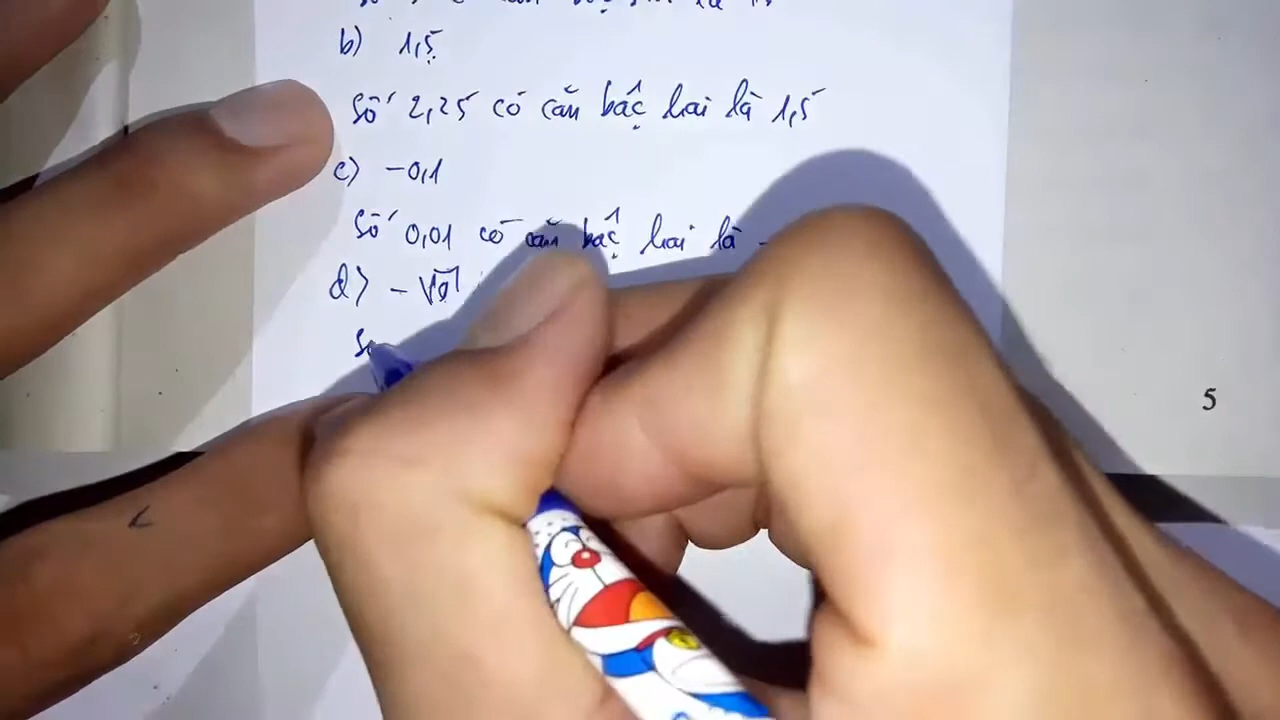 b) 1,5
Số 2,25 có căn bậc hai là 1,5
c) -0,1
Số 0,01 có căn bậc hai là -
d) -√9
5